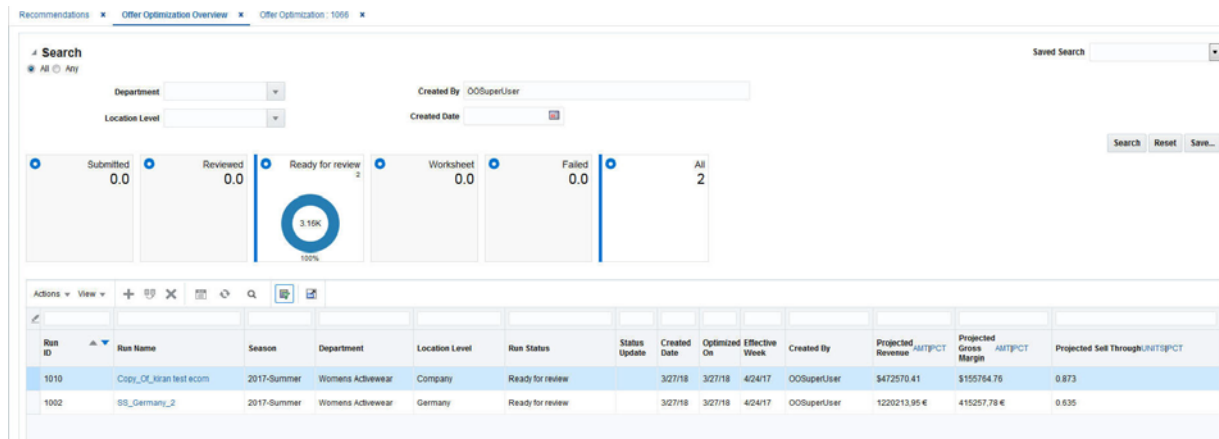 Recommendations × Offer Optimization Overview × Offer Optimization : 1066 ×
Search
Saved Search
All Any
Department
Created By OOSuperUser
Location Level
Created Date
Search Reset Save...
Submitted Reviewed Ready for review Worksheet Failed All
0.0 0.0 2 0.0 0.0 2
3.16K
100%
Actions View
Run ID Run Name Season Department Location Level Run Status Status Update Created Date Optimized On Effective Week Created By Projected Revenue AMT|PCT Projected Gross Margin AMT|PCT Projected Sell Through UNITS|PCT
1010 Copy_Of_kiran test ecom 2017-Summer Womens Activewear Company Ready for review 3/27/18 3/27/18 4/24/17 OOSuperUser $472570.41 $155764.76 0.873
1002 SS_Germany_2 2017-Summer Womens Activewear Germany Ready for review 3/27/18 3/27/18 4/24/17 OOSuperUser 1220213,95 € 415257,78 € 0.635